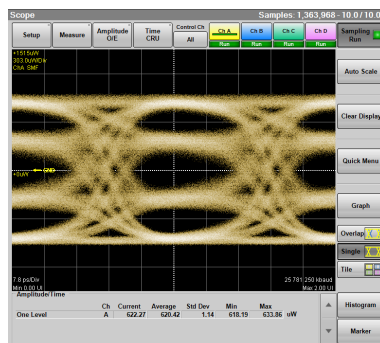 Scope
Samples: 1,363,968 - 10.0 / 10.0
Setup
Measure
Amplitude O/E
Time CRU
Control Ch
All
Ch A
Run
Ch B
Run
Ch C
Run
Ch D
Run
Sampling
Run
+1515uW
303.0uW/Div
ChA SMF
Auto Scale
Clear Display
Quick Menu
+0uW
GND
Graph
Overlap
Single
Tile
7.8 ps/Div
25 781 250 kbaud
Min 0.00 UI
Max 2.00 UI
Amplitude/Time
Ch Current Average Std Dev Min Max
One Level A 622.27 620.42 1.14 618.19 633.86 uW
Histogram
Marker